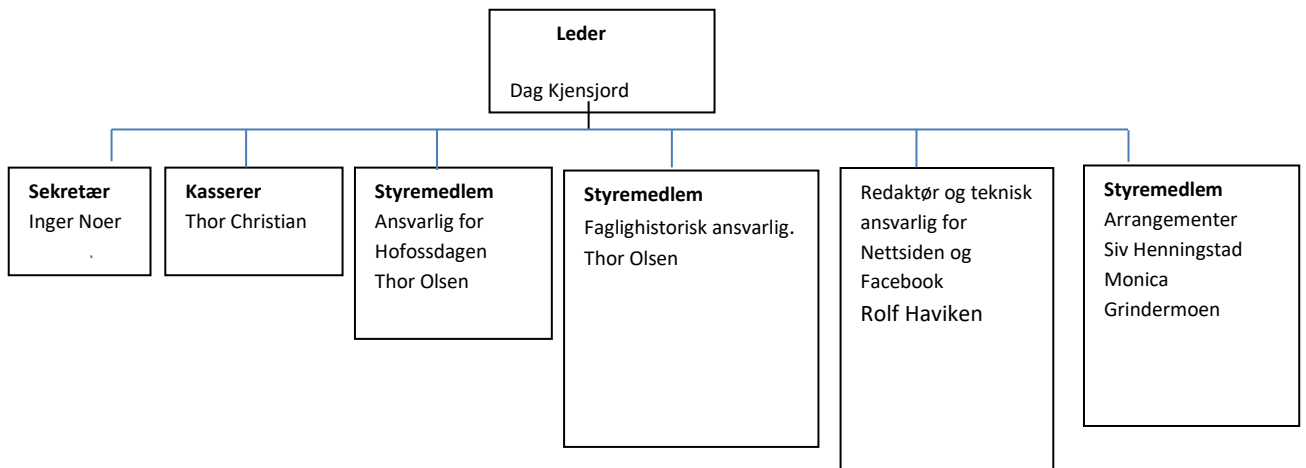 Leder
Dag Kjensjord
Sekretær
Inger Noer
.
Kasserer
Thor Christian
Styremedlem
Ansvarlig for
Hofossdagen
Thor Olsen
Styremedlem
Faglighistorisk ansvarlig.
Thor Olsen
Redaktør og teknisk
ansvarlig for
Nettsiden og
Facebook
Rolf Haviken
Styremedlem
Arrangementer
Siv Henningstad
Monica
Grindermoen